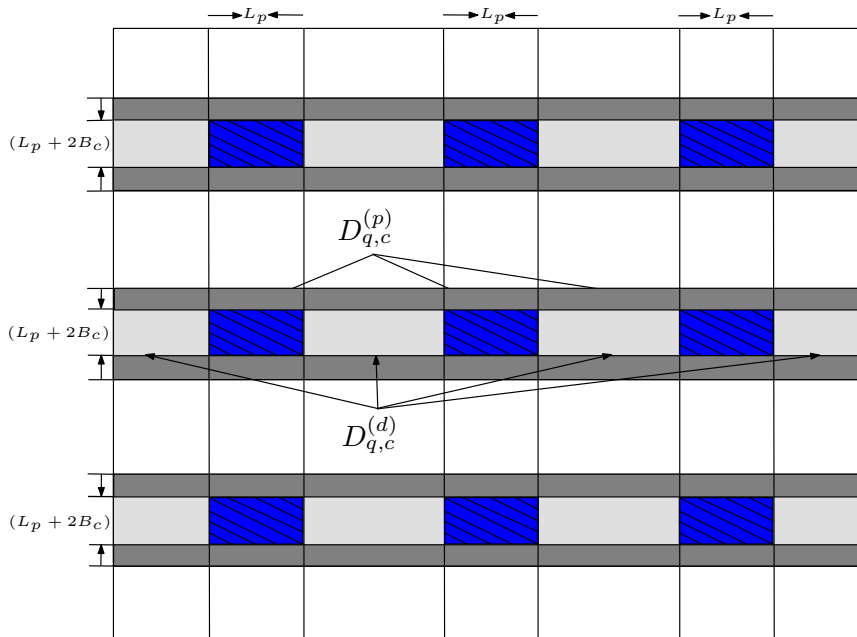 L_p L_p L_p
(L_p + 2B_c)
D_{q,c}^{(p)}
(L_p + 2B_c)
D_{q,c}^{(d)}
(L_p + 2B_c)